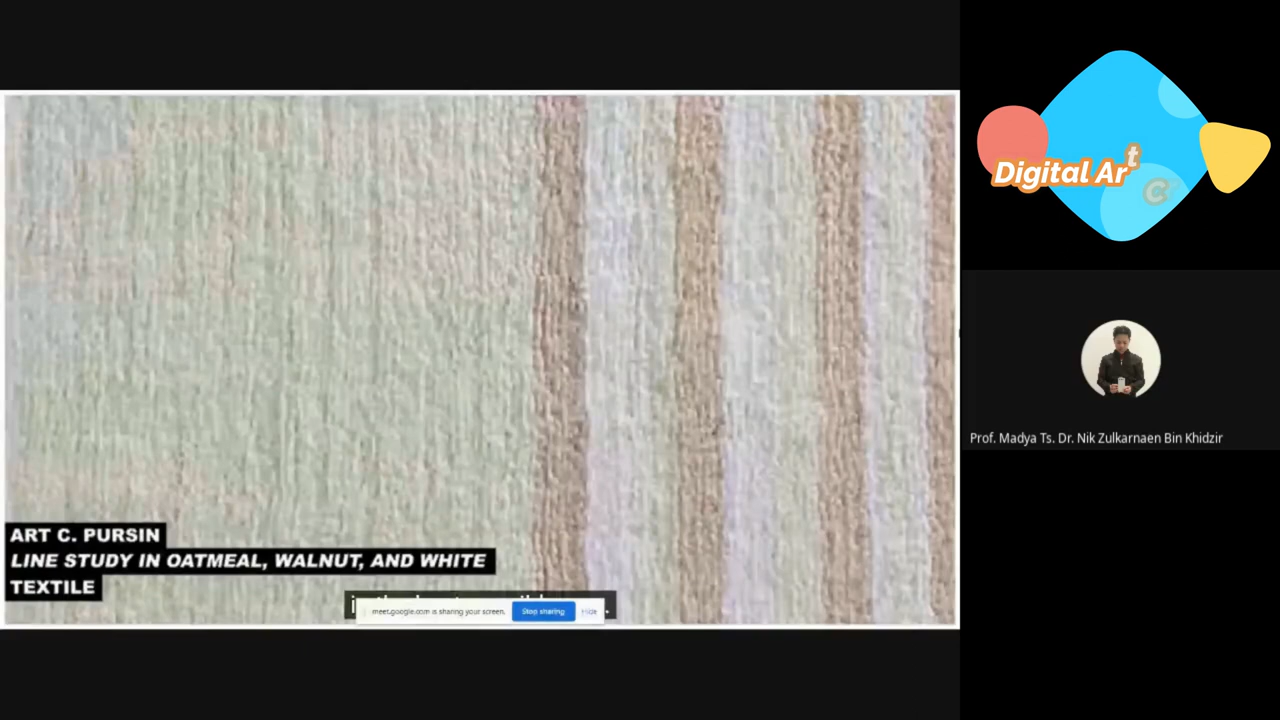 ART C. PURSIN
LINE STUDY IN OATMEAL, WALNUT, AND WHITE
TEXTILE
meet.google.com is sharing your screen.
Stop sharing
Hide
Digital Art
C
Prof. Madya Ts. Dr. Nik Zulkarnaen Bin Khidzir